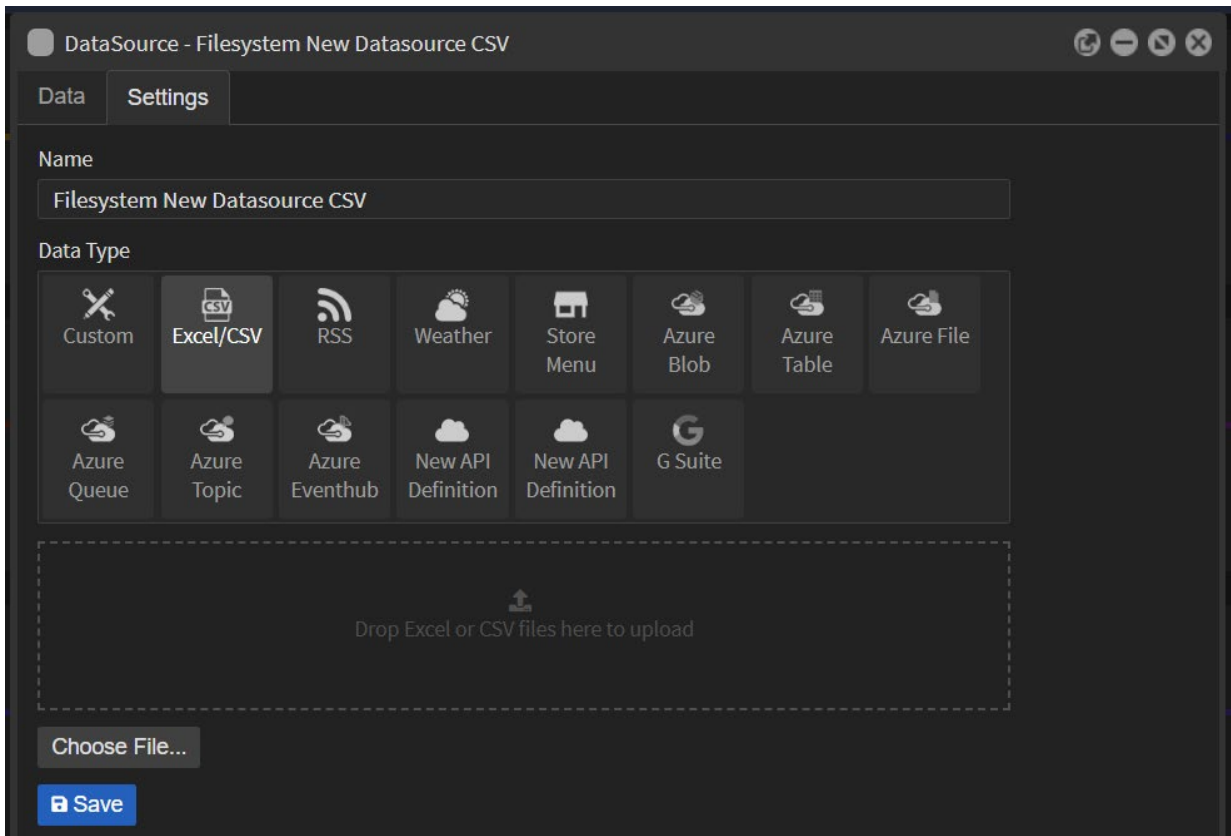 DataSource - Filesystem New Datasource CSV
Data
Settings
Name
Filesystem New Datasource CSV
Data Type
Custom
CSV
Excel/CSV
RSS
Weather
Store
Menu
Azure
Blob
Azure
Table
Azure File
Azure
Queue
Azure
Topic
Azure
Eventhub
New API
Definition
New API
Definition
G Suite
Drop Excel or CSV files here to upload
Choose File...
Save